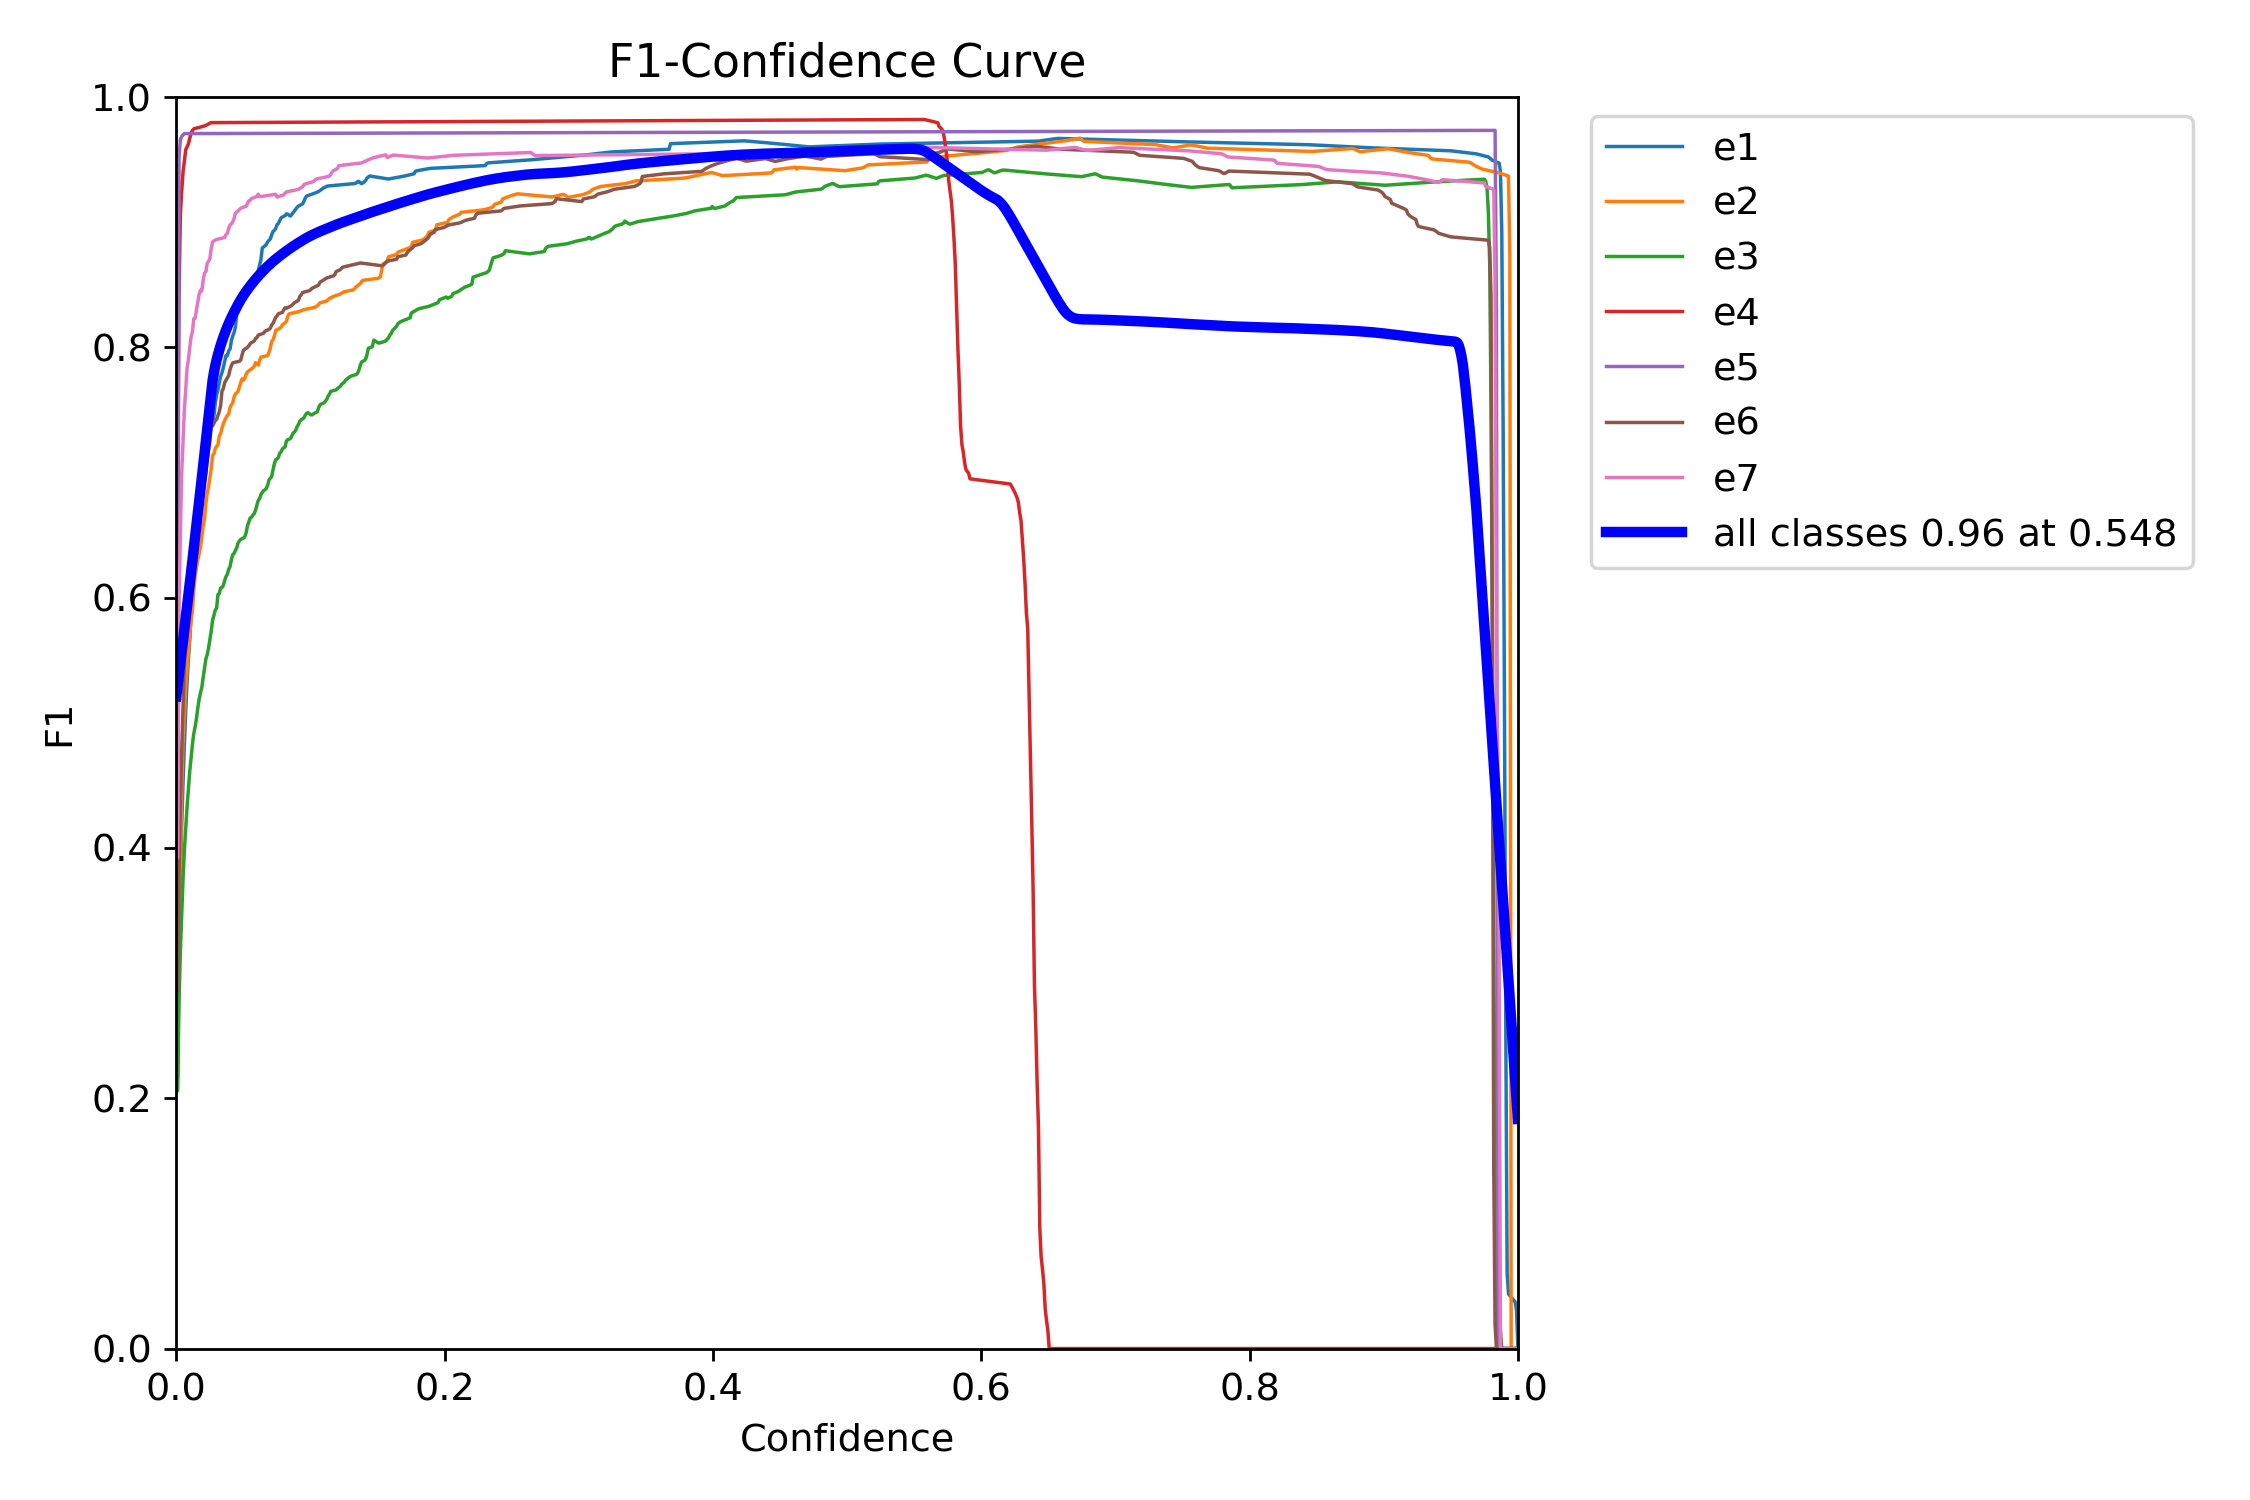 F1-Confidence Curve
1.0
0.8
0.6
0.4
0.2
0.0
F1
0.0 0.2 0.4 0.6 0.8 1.0
Confidence
e1
e2
e3
e4
e5
e6
e7
all classes 0.96 at 0.548